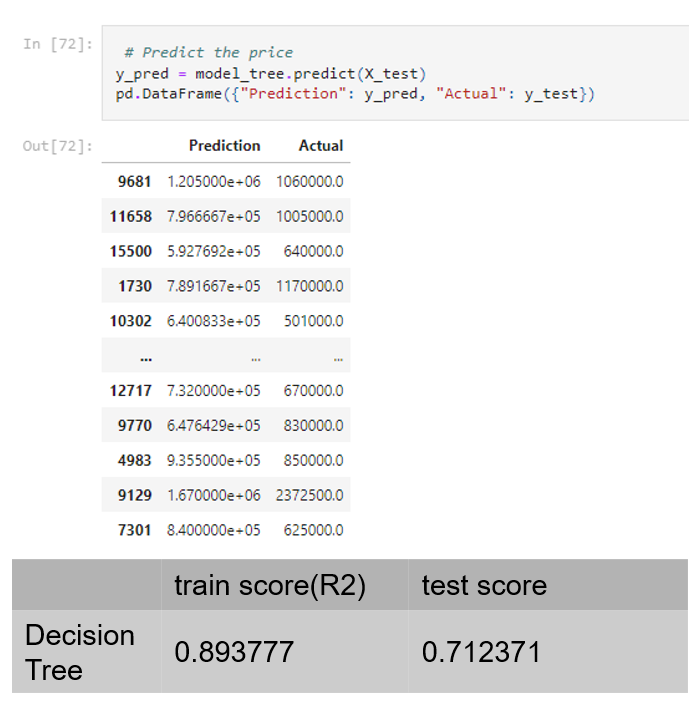 In [72]:
# Predict the price
y_pred = model_tree.predict(X_test)
pd.DataFrame({"Prediction": y_pred, "Actual": y_test})
Out[72]:
Prediction Actual
9681 1.205000e+06 1060000.0
11658 7.966667e+05 1005000.0
15500 5.927692e+05 640000.0
1730 7.891667e+05 1170000.0
10302 6.400833e+05 501000.0
... ... ...
12717 7.320000e+05 670000.0
9770 6.476429e+05 830000.0
4983 9.355000e+05 850000.0
9129 1.670000e+06 2372500.0
7301 8.400000e+05 625000.0
train score(R2) test score
Decision
Tree
0.893777 0.712371